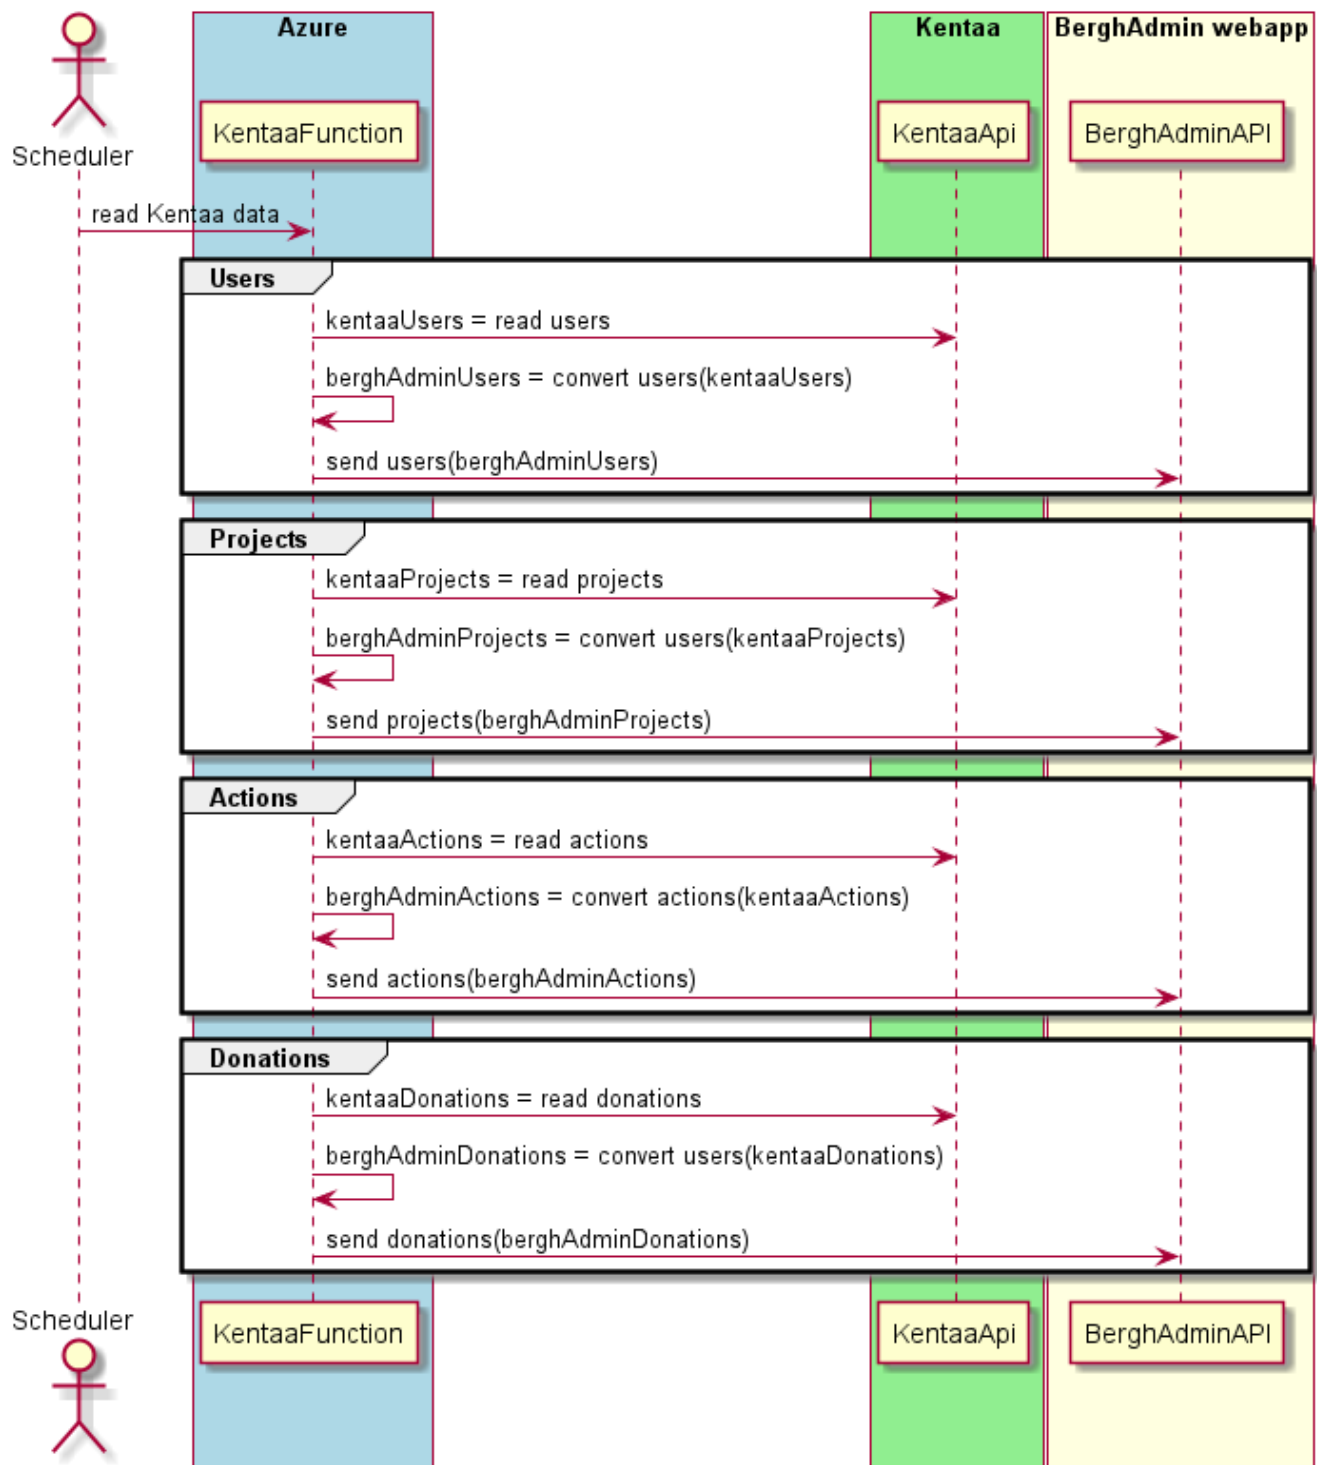 Azure
Kentaa
BerghAdmin webapp
Scheduler
KentaaFunction
KentaaApi
BerghAdminAPI
read Kentaa data
Users
kentaaUsers = read users
berghAdminUsers = convert users(kentaaUsers)
send users(berghAdminUsers)
Projects
kentaaProjects = read projects
berghAdminProjects = convert users(kentaaProjects)
send projects(berghAdminProjects)
Actions
kentaaActions = read actions
berghAdminActions = convert actions(kentaaActions)
send actions(berghAdminActions)
Donations
kentaaDonations = read donations
berghAdminDonations = convert users(kentaaDonations)
send donations(berghAdminDonations)
Scheduler
KentaaFunction
KentaaApi
BerghAdminAPI